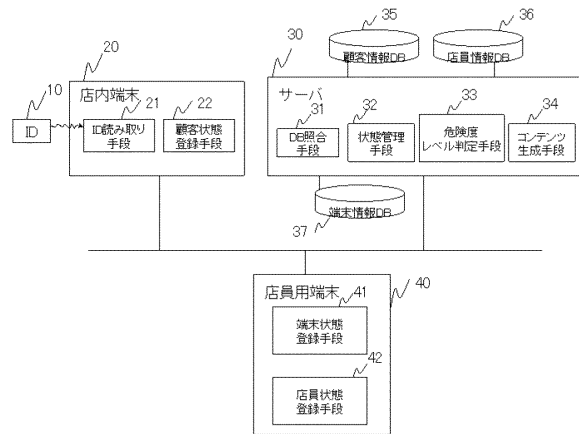 35
36
顧客情報DB
店員情報DB
20
30
店内端末
サーバ
10
21
22
31
32
33
34
ID
ID読み取り
手段
顧客状態
登録手段
DB照合
手段
状態管理
手段
危険度
レベル判定手段
コンテンツ
生成手段
端末情報DB
37
店員用端末
41
40
端末状態
登録手段
42
店員状態
登録手段